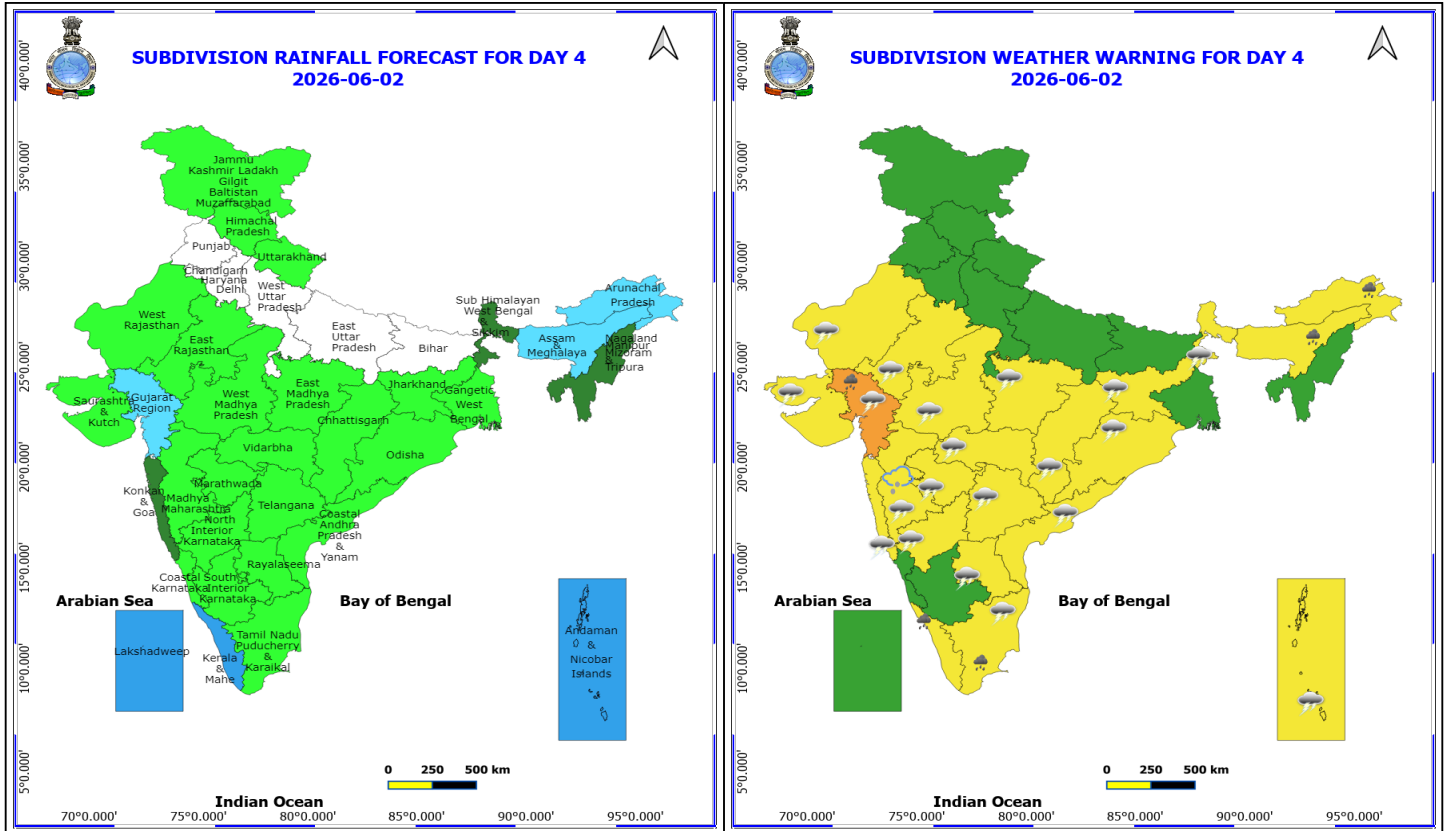 SUBDIVISION RAINFALL FORECAST FOR DAY 4
2026-06-02
40°0.000'
35°0.000'
30°0.000'
25°0.000'
20°0.000'
15°0.000'
10°0.000'
5°0.000'
Jammu
Kashmir Ladakh
Gilgit
Baltistan
Muzaffarabad
Himachal
Pradesh
Punjab
Uttarakhand
Chandigarh
Haryana
Delhi
West
Uttar
Pradesh
West
Rajasthan
East
Rajasthan
East
Uttar
Pradesh
Bihar
Sub Himalayan
West Bengal
&
Sikkim
Arunachal
Pradesh
Assam
&
Meghalaya
Nagaland
Manipur
Mizoram
&
Tripura
Saurashtra
&
Kutch
Gujarat
Region
West
Madhya
Pradesh
East
Madhya
Pradesh
Jharkhand
Gangetic
West
Bengal
Chhattisgarh
Vidarbha
Odisha
Konkan
&
Goa
Madhya
Maharashtra
Marathwada
Telangana
North
Interior
Karnataka
Coastal
Andhra
Pradesh
&
Yanam
Rayalaseema
Coastal
Karnataka
South
Interior
Karnataka
Tamil Nadu
Puducherry
&
Karaikal
Kerala
&
Mahe
Lakshadweep
Andaman
&
Nicobar
Islands
Arabian Sea
Bay of Bengal
Indian Ocean
0 250 500 km
70°0.000' 75°0.000' 80°0.000' 85°0.000' 90°0.000' 95°0.000'
SUBDIVISION WEATHER WARNING FOR DAY 4
2026-06-02
40°0.000'
35°0.000'
30°0.000'
25°0.000'
20°0.000'
15°0.000'
10°0.000'
5°0.000'
Arabian Sea
Bay of Bengal
Indian Ocean
0 250 500 km
70°0.000' 75°0.000' 80°0.000' 85°0.000' 90°0.000' 95°0.000'